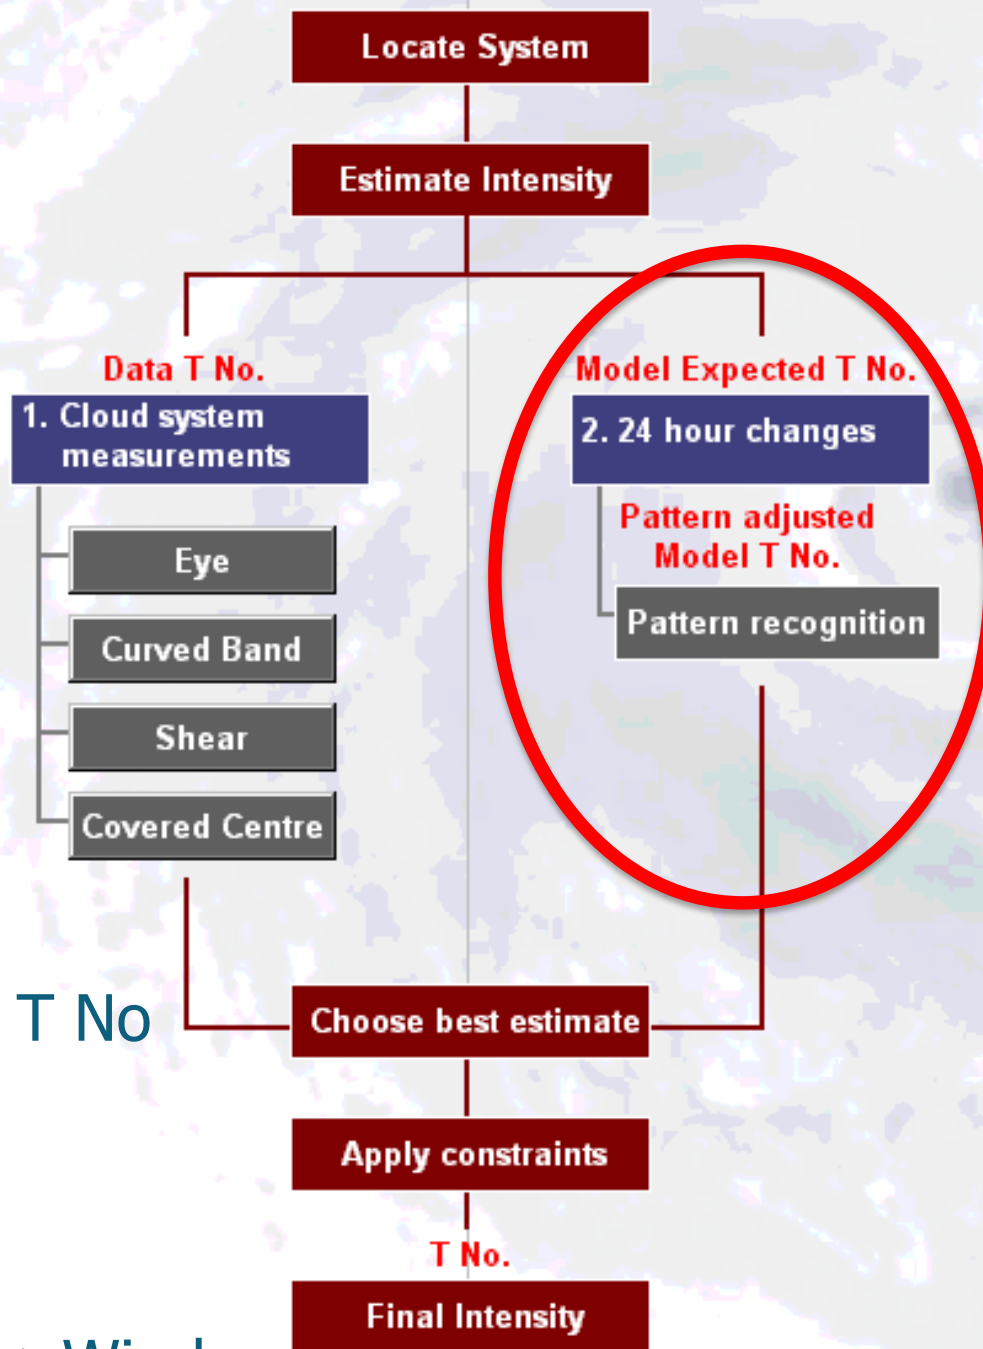 Locate System
Estimate Intensity
Data T No.
1. Cloud system
measurements
Eye
Curved Band
Shear
Covered Centre
Model Expected T No.
2. 24 hour changes
Pattern adjusted
Model T No.
Pattern recognition
T No
Choose best estimate
Apply constraints
T No.
Final Intensity